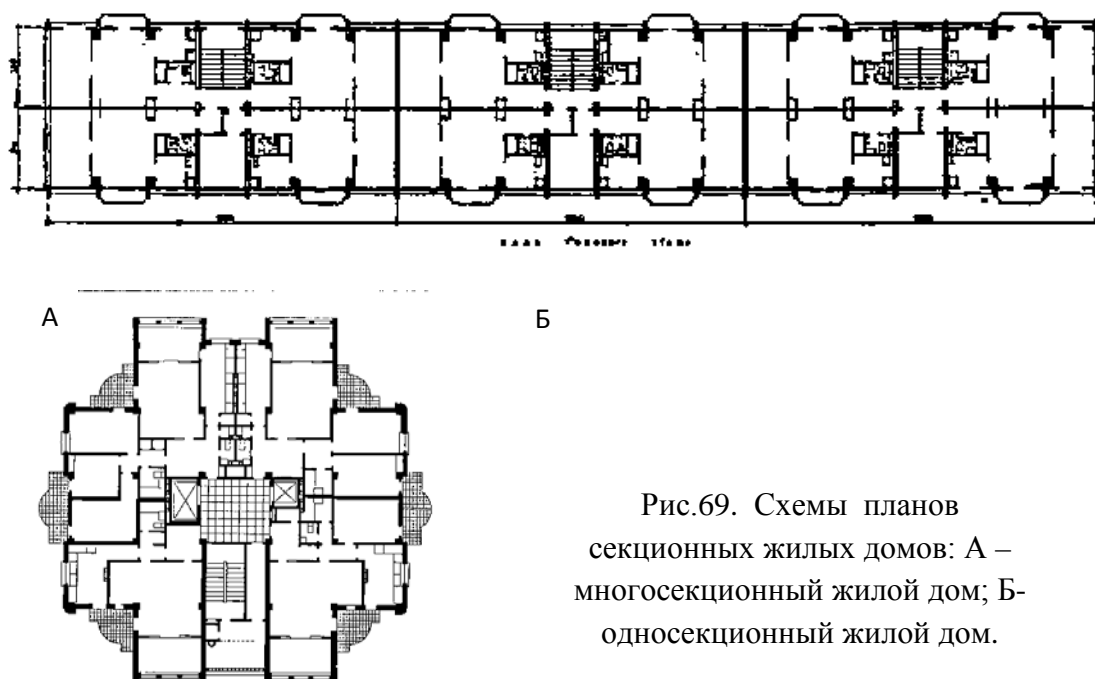 А
Б
Рис.69. Схемы планов
секционных жилых домов: А –
многосекционный жилой дом; Б-
односекционный жилой дом.